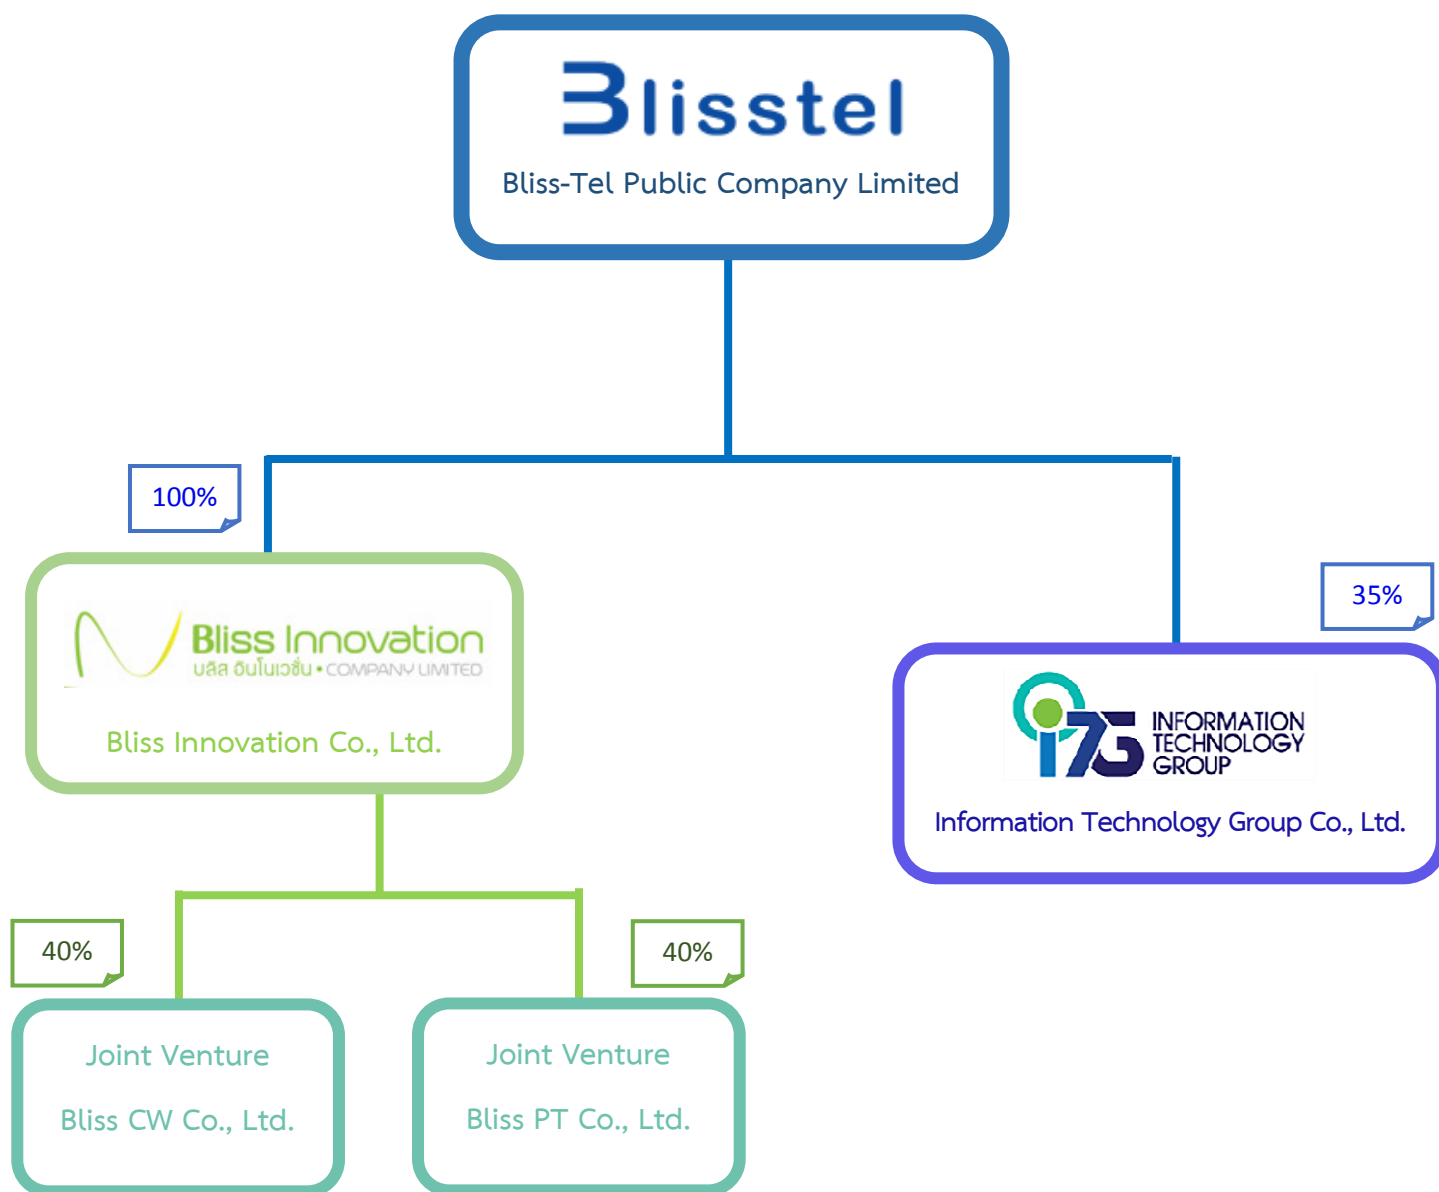 Blisstel
Bliss-Tel Public Company Limited
100%
35%
Bliss Innovation
บลิส อินโนเวชั่น • COMPANY LIMITED
Bliss Innovation Co., Ltd.
iTG INFORMATION
TECHNOLOGY
GROUP
Information Technology Group Co., Ltd.
40%
40%
Joint Venture
Bliss CW Co., Ltd.
Joint Venture
Bliss PT Co., Ltd.